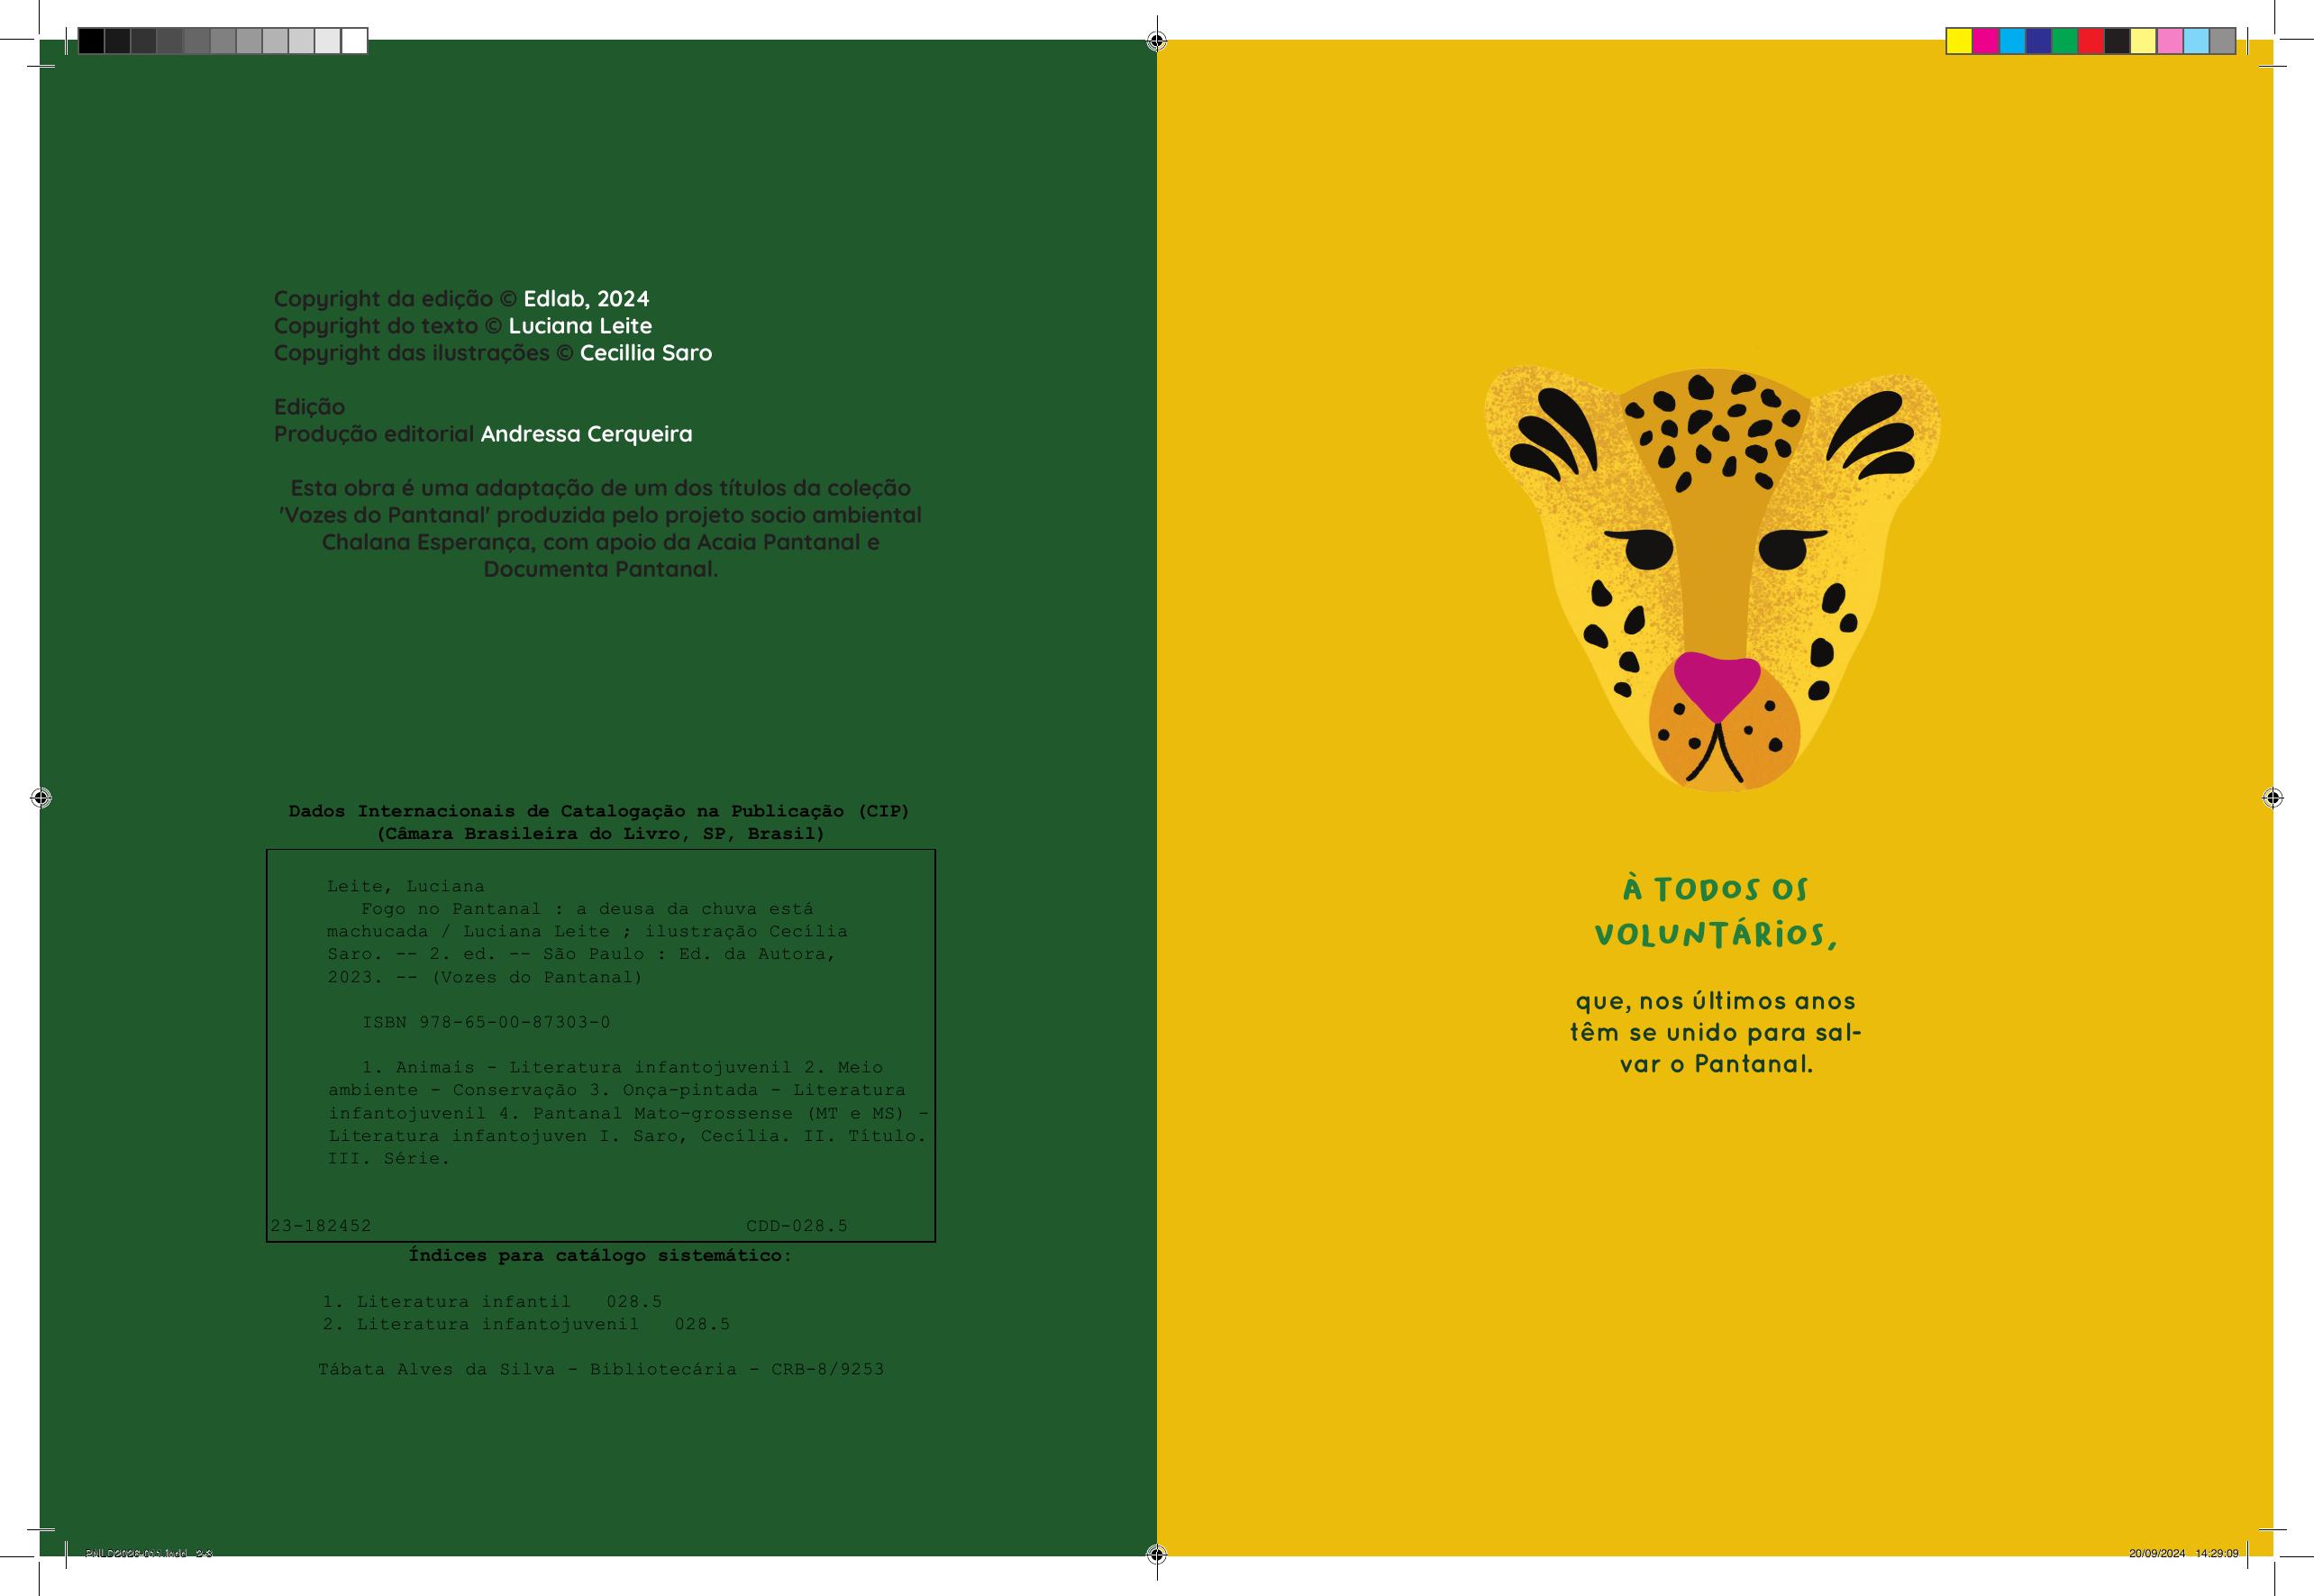 Copyright da edição © Edlab, 2024
Copyright do texto © Luciana Leite
Copyright das ilustrações © Cecillia Saro
Edição
Produção editorial Andressa Cerqueira
Esta obra é uma adaptação de um dos títulos da coleção
'Vozes do Pantanal' produzida pelo projeto socio ambiental
Chalana Esperança, com apoio da Acaia Pantanal e
Documenta Pantanal.
Dados Internacionais de Catalogação na Publicação (CIP)
(Câmara Brasileira do Livro, SP, Brasil)
Leite, Luciana
Fogo no Pantanal : a deusa da chuva está
machucada / Luciana Leite ; ilustração Cecília
Saro. -- 2. ed. -- São Paulo : Ed. da Autora,
2023. -- (Vozes do Pantanal)
ISBN 978-65-00-87303-0
1. Animais - Literatura infantojuvenil 2. Meio
ambiente - Conservação 3. Onça-pintada - Literatura
infantojuvenil 4. Pantanal Mato-grossense (MT e MS) -
Literatura infantojuven I. Saro, Cecília. II. Título.
III. Série.
23-182452 CDD-028.5
Índices para catálogo sistemático:
1. Literatura infantil 028.5
2. Literatura infantojuvenil 028.5
Tábata Alves da Silva - Bibliotecária - CRB-8/9253
À TODOS OS
VOLUNTÁRiOS,
que, nos últimos anos
têm se unido para sal-
var o Pantanal.
20/09/2024 14:29:09